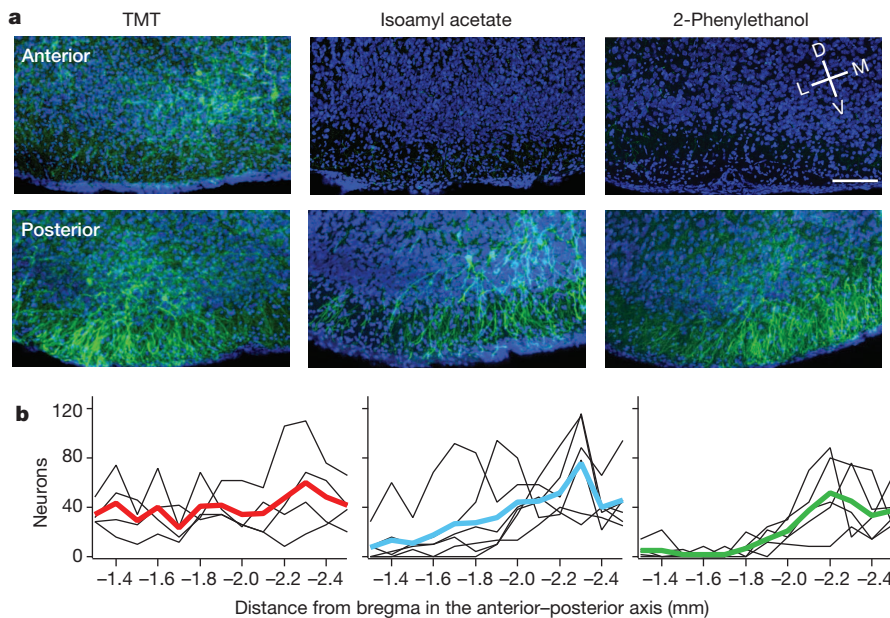 a
TMT
Isoamyl acetate
2-Phenylethanol
Anterior
D
L
M
V
Posterior
b
Neurons
120
80
40
0
−1.4 −1.6 −1.8 −2.0 −2.2 −2.4
−1.4 −1.6 −1.8 −2.0 −2.2 −2.4
−1.4 −1.6 −1.8 −2.0 −2.2 −2.4
Distance from bregma in the anterior–posterior axis (mm)